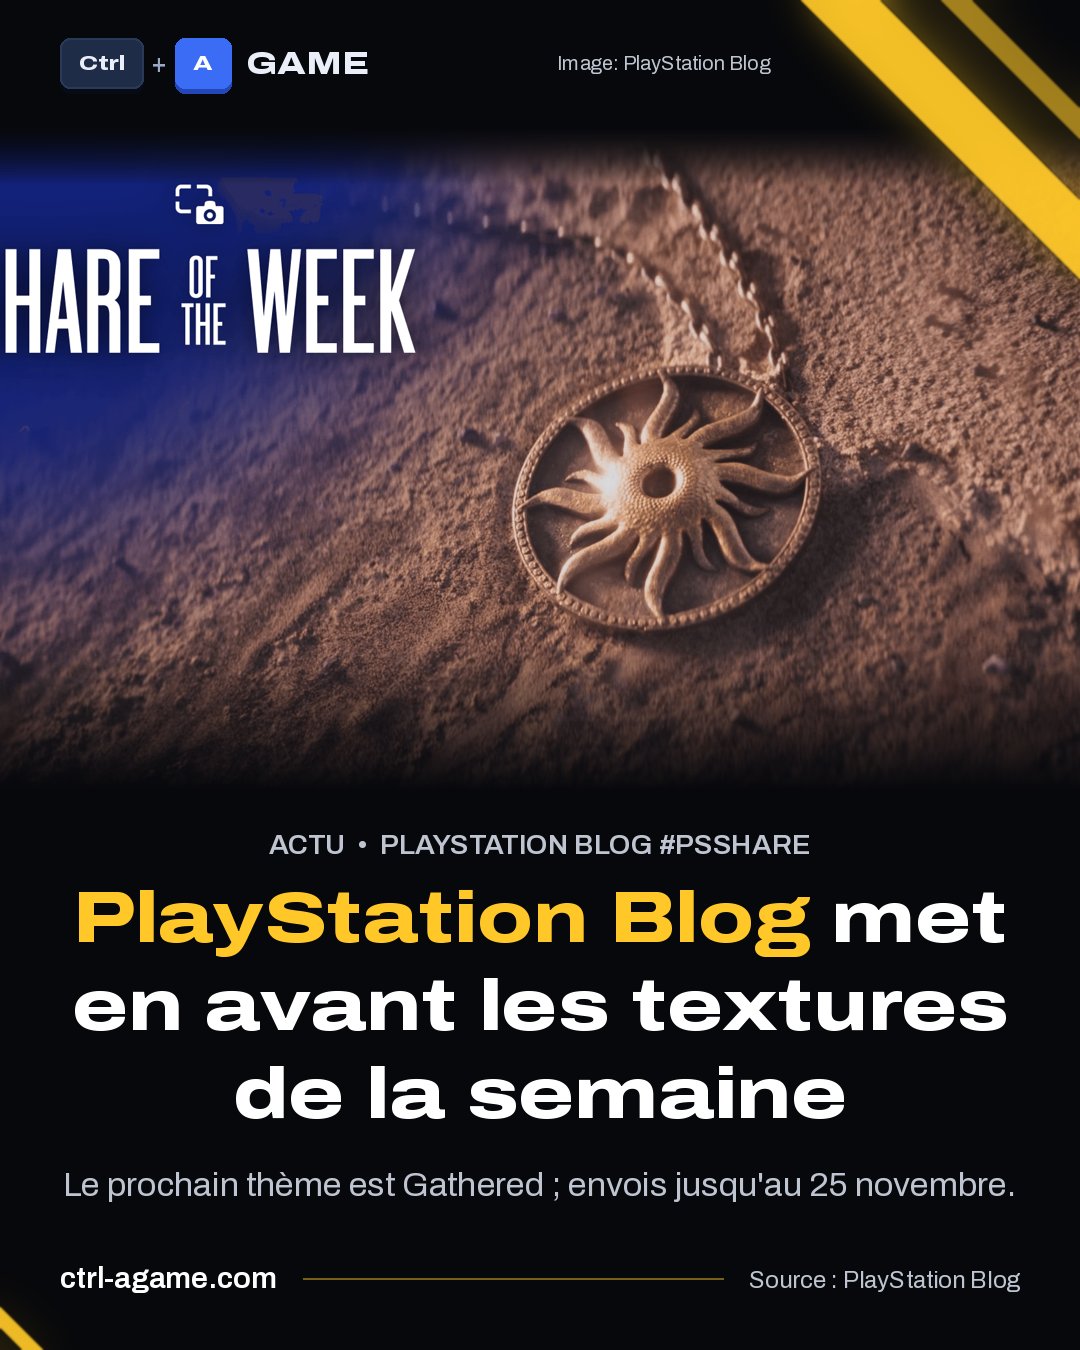 Ctrl + A GAME
Image: PlayStation Blog
HARE OF THE WEEK
ACTU • PLAYSTATION BLOG #PSSHARE
PlayStation Blog met
en avant les textures
de la semaine
Le prochain thème est Gathered ; envois jusqu'au 25 novembre.
ctrl-agame.com
Source : PlayStation Blog